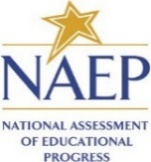 NAEP
NATIONAL ASSESSMENT
OF EDUCATIONAL
PROGRESS